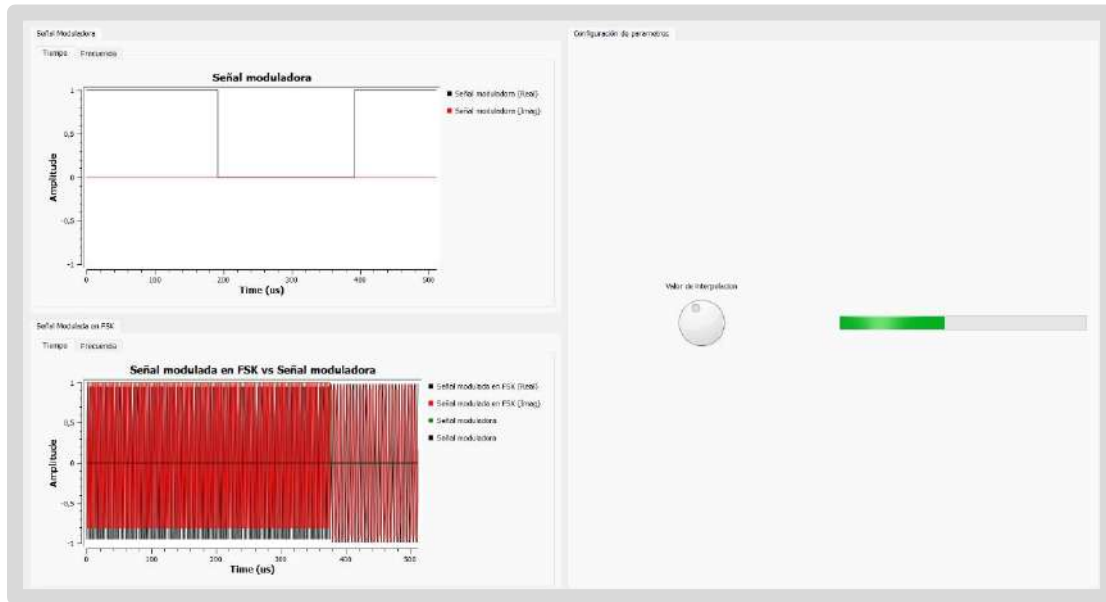 Señal Moduladora
Tiempo Frecuencia
Señal moduladora
Amplitude
1
0,5
0
-0,5
-1
0 100 200 300 400 500
Time (us)
Señal moduladora (Real)
Señal moduladora (Imag)
Señal Modulada en FSK
Tiempo Frecuencia
Señal modulada en FSK vs Señal moduladora
Amplitude
1
0,5
0
-0,5
-1
0 100 200 300 400 500
Time (us)
Señal modulada en FSK (Real)
Señal modulada en FSK (Imag)
Señal moduladora
Señal moduladora
Configuración de parametros
Valor de interpolacion